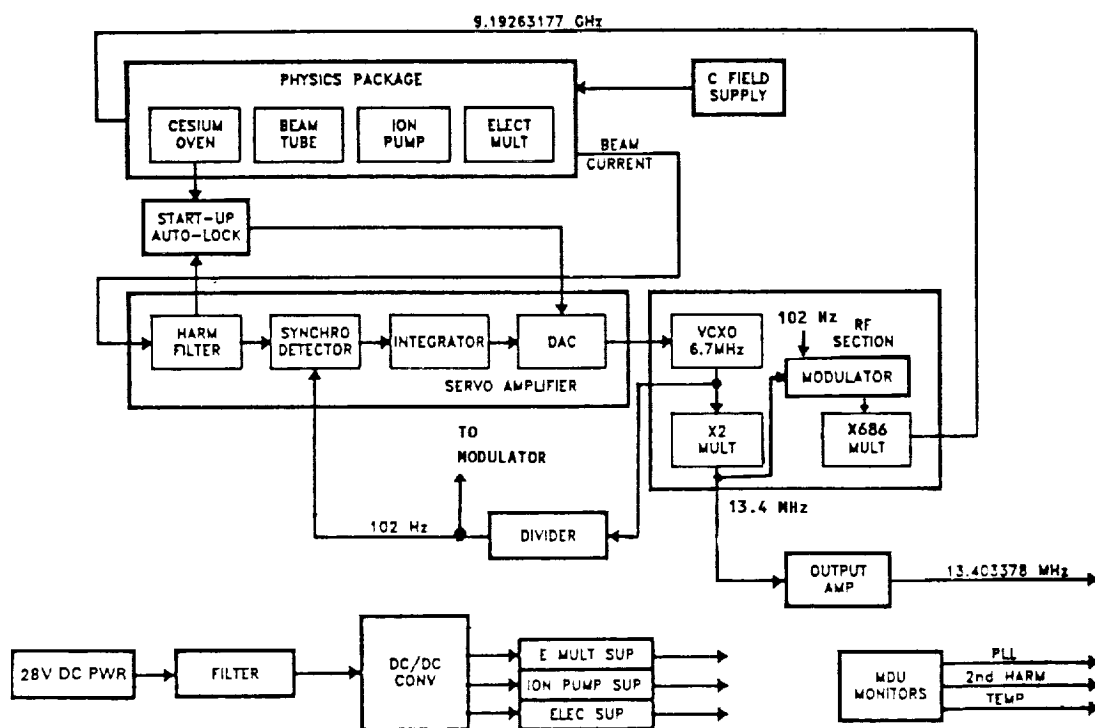 9.19263177 GHz
PHYSICS PACKAGE
C FIELD
SUPPLY
CESIUM
OVEN
BEAM
TUBE
ION
PUMP
ELECT
MULT
BEAM
CURRENT
START-UP
AUTO-LOCK
HARM
FILTER
SYNCHRO
DETECTOR
INTEGRATOR
DAC
SERVO AMPLIFIER
VCXO
6.7MHz
102 Hz
RF
SECTION
MODULATOR
X2
MULT
X686
MULT
TO
MODULATOR
13.4 MHz
102 Hz
DIVIDER
OUTPUT
AMP
13.403378 MHz
28V DC PWR
FILTER
DC/DC
CONV
E MULT SUP
ION PUMP SUP
ELEC SUP
MDU
MONITORS
PLL
2nd HARM
TEMP